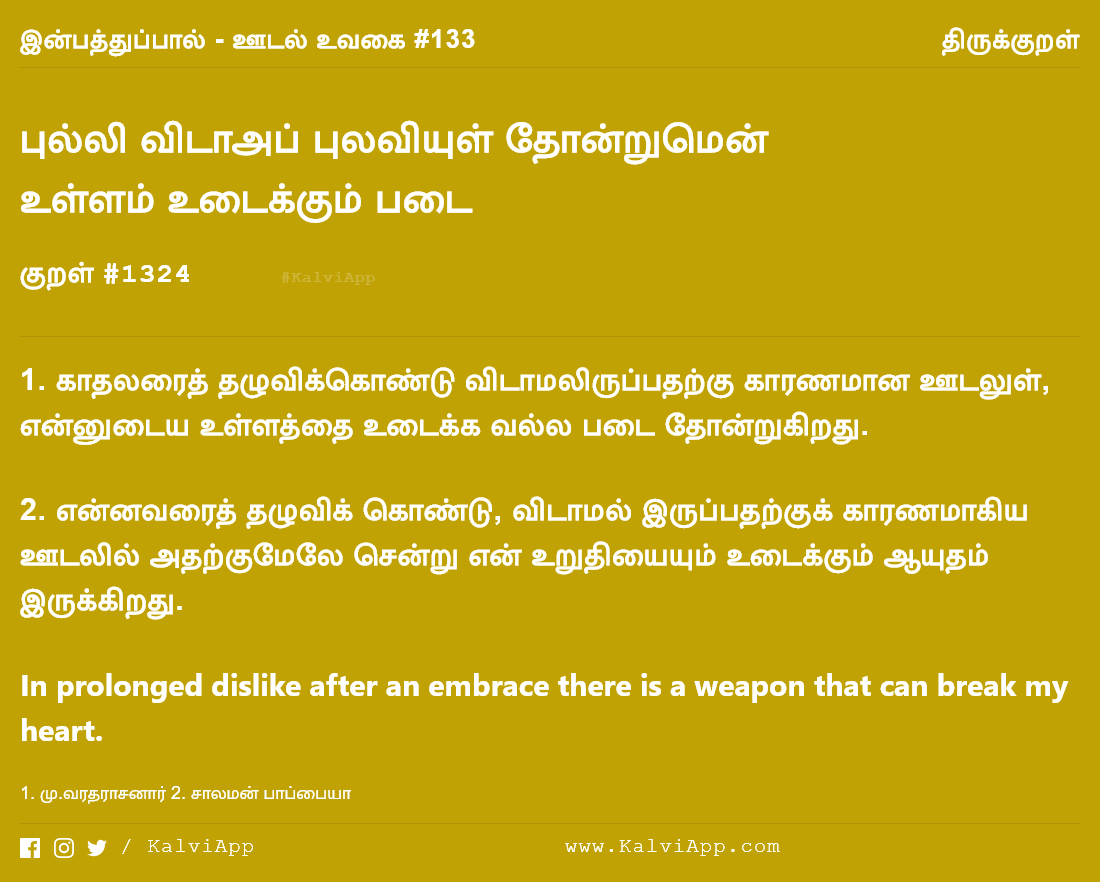 இன்பத்துப்பால் - ஊடல் உவகை #133 திருக்குறள்
புல்லி விடாஅப் புலவியுள் தோன்றுமென்
உள்ளம் உடைக்கும் படை
குறள் #1324 #KalviApp
1. காதலரைத் தழுவிக்கொண்டு விடாமலிருப்பதற்கு காரணமான ஊடலுள்,
என்னுடைய உள்ளத்தை உடைக்க வல்ல படை தோன்றுகிறது.
2. என்னவரைத் தழுவிக் கொண்டு, விடாமல் இருப்பதற்குக் காரணமாகிய
ஊடலில் அதற்குமேலே சென்று என் உறுதியையும் உடைக்கும் ஆயுதம்
இருக்கிறது.
In prolonged dislike after an embrace there is a weapon that can break my
heart.
1. மு.வரதராசனார் 2. சாலமன் பாப்பையா
/ KalviApp www.KalviApp.com